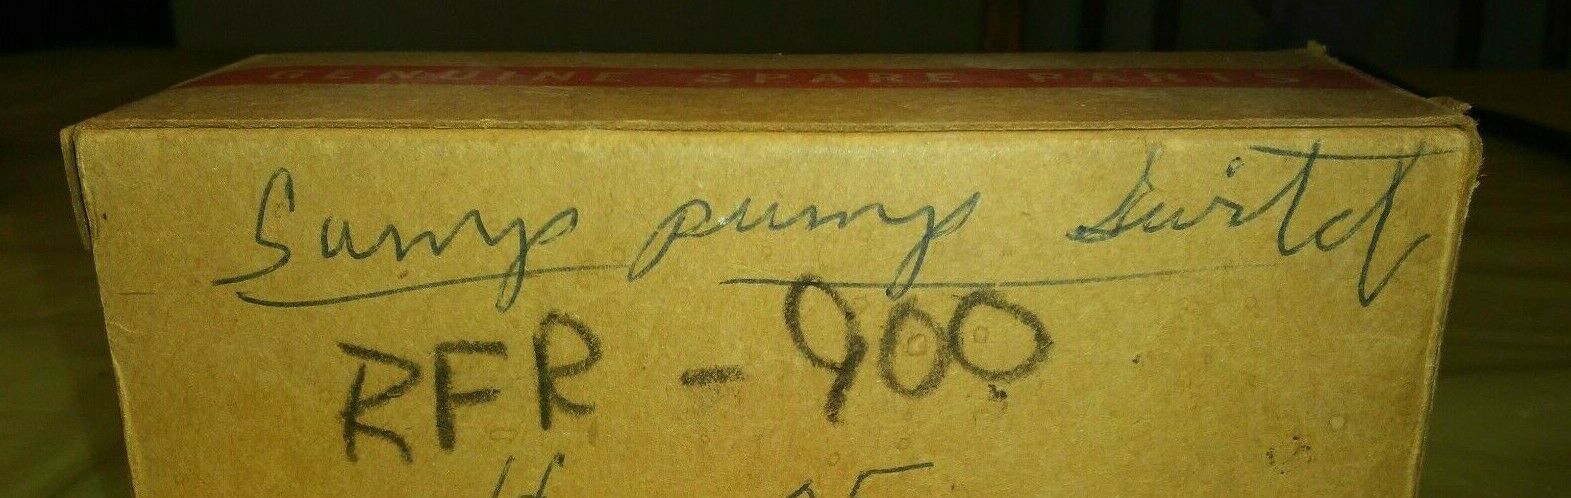 GENUINE SPARE PARTS
Sump pump Switch
RFR - 900